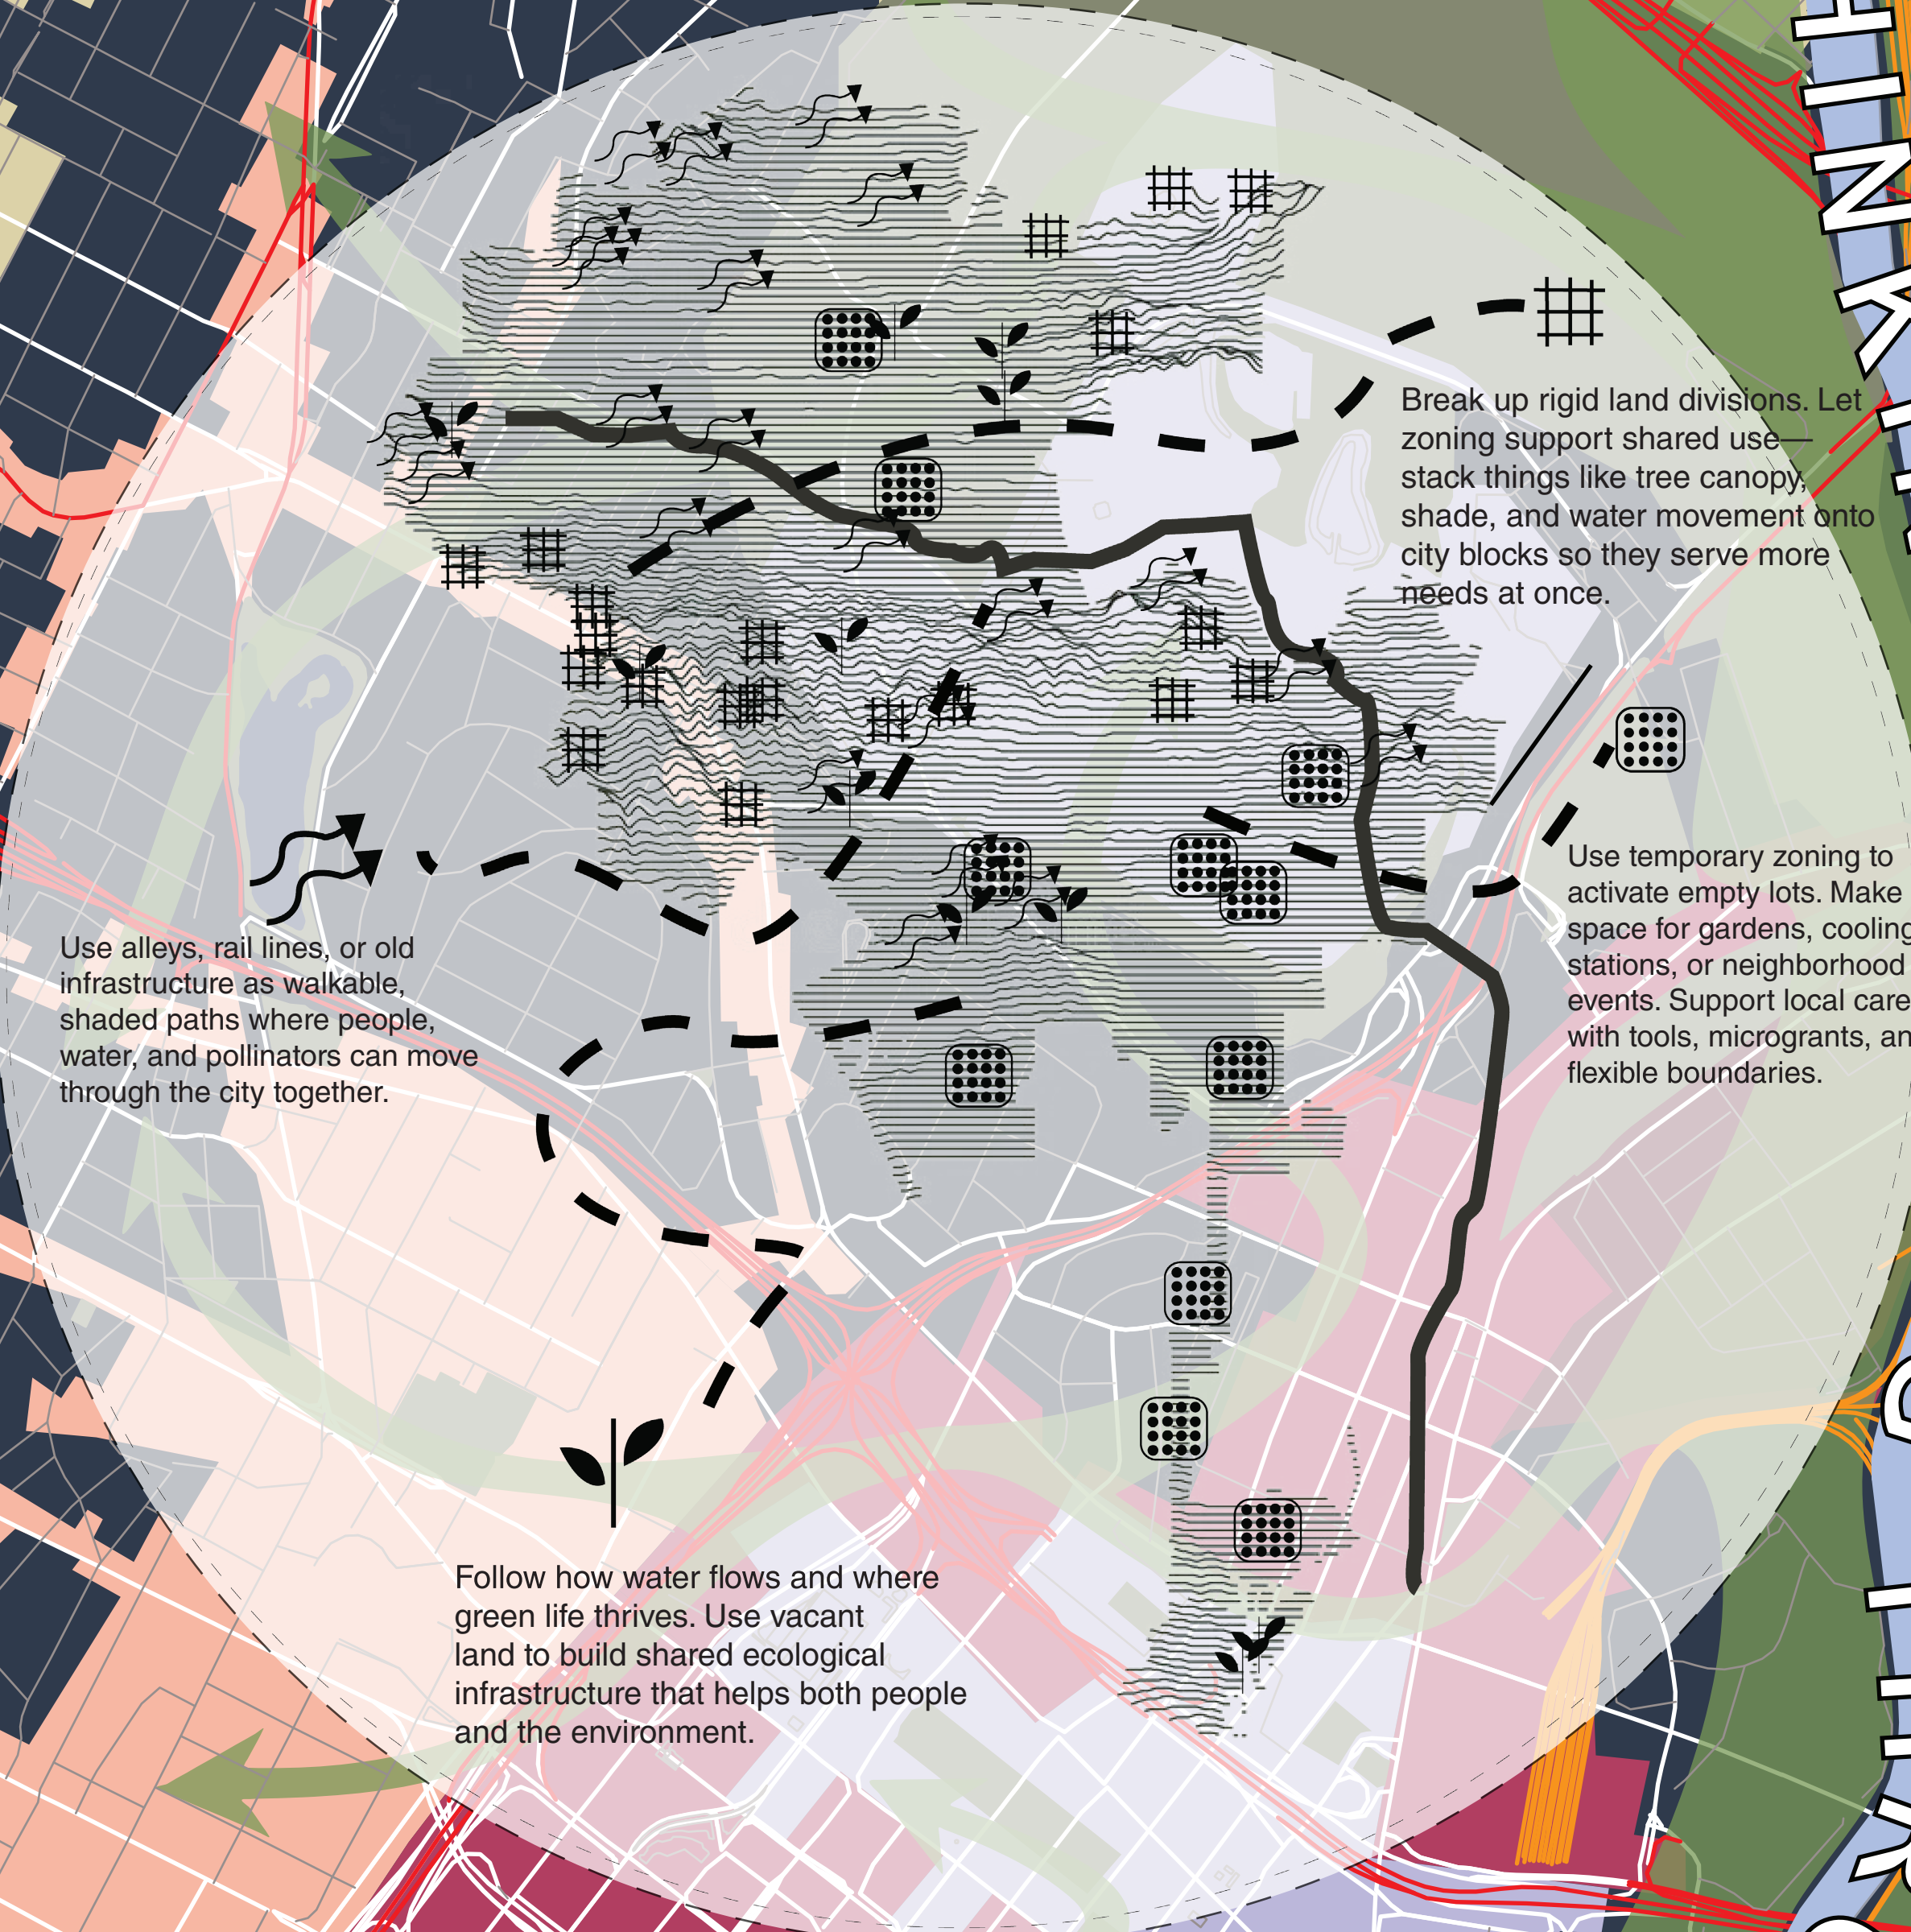 Break up rigid land divisions. Let
zoning support shared use—
stack things like tree canopy,
shade, and water movement onto
city blocks so they serve more
needs at once.
Use temporary zoning to
activate empty lots. Make
space for gardens, cooling
stations, or neighborhood
events. Support local care
with tools, microgrants, an
flexible boundaries.
Use alleys, rail lines, or old
infrastructure as walkable,
shaded paths where people,
water, and pollinators can move
through the city together.
Follow how water flows and where
green life thrives. Use vacant
land to build shared ecological
infrastructure that helps both people
and the environment.
HINK